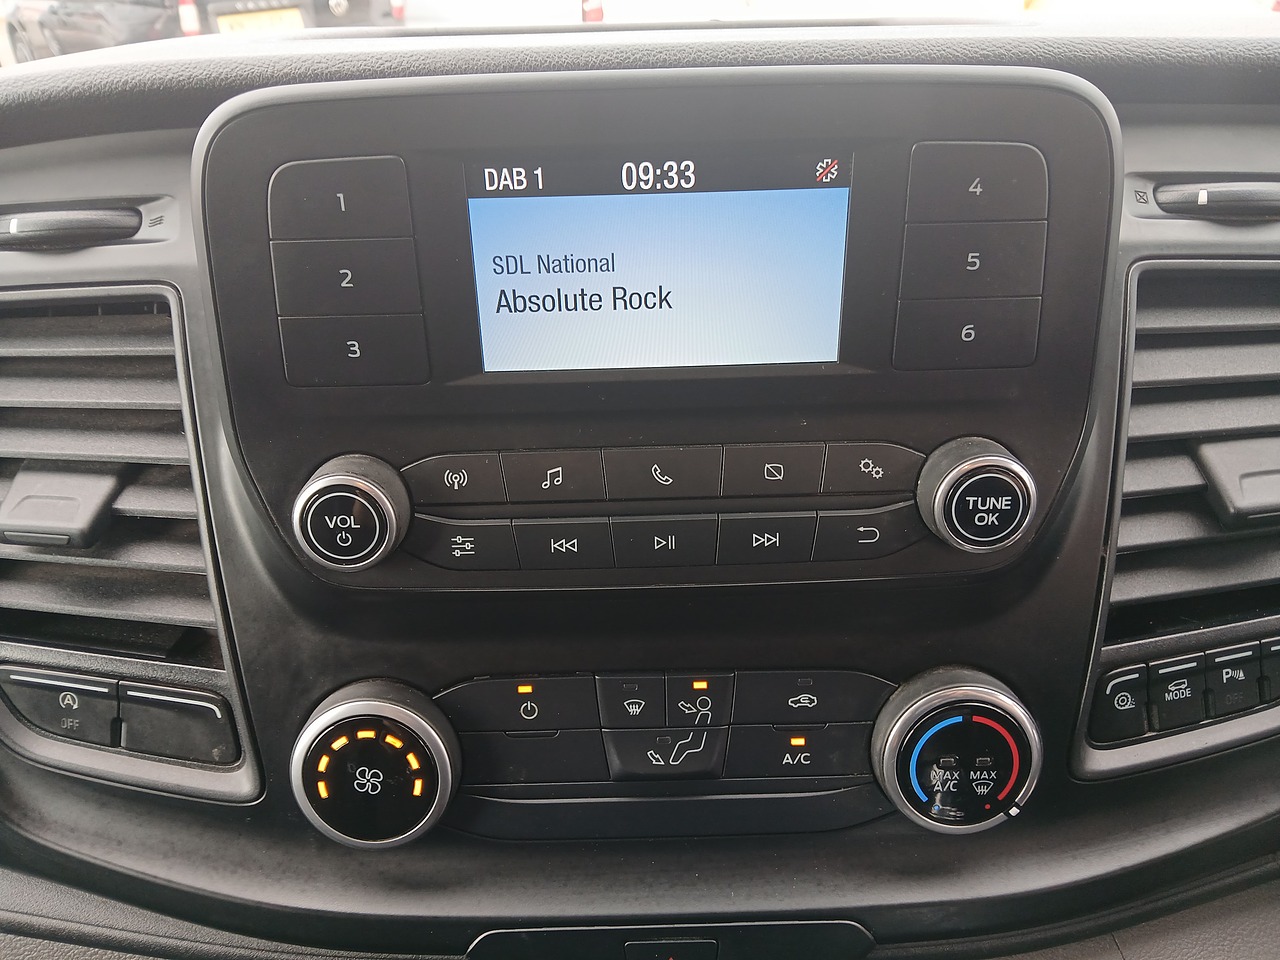 DAB 1 09:33
SDL National
Absolute Rock
1
2
3
4
5
6
VOL
TUNE
OK
A
OFF
A/C
MAX
A/C
MAX
MODE
P
OFF